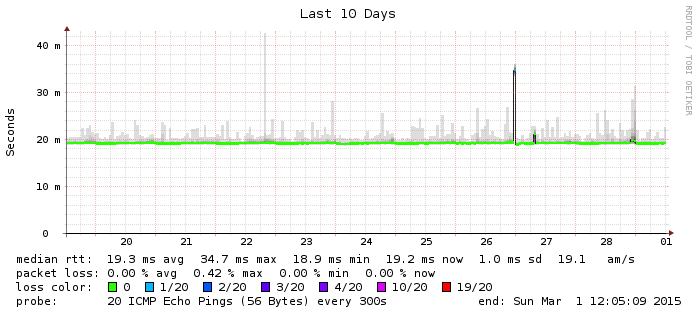 Last 10 Days
RRDTOOL / TOBI OETIKER
Seconds
40 m
30 m
20 m
10 m
0
20 21 22 23 24 25 26 27 28 01
median rtt: 19.3 ms avg 34.7 ms max 18.9 ms min 19.2 ms now 1.0 ms sd 19.1 am/s
packet loss: 0.00 % avg 0.42 % max 0.00 % min 0.00 % now
loss color: 0 1/20 2/20 3/20 4/20 10/20 19/20
probe: 20 ICMP Echo Pings (56 Bytes) every 300s end: Sun Mar 1 12:05:09 2015